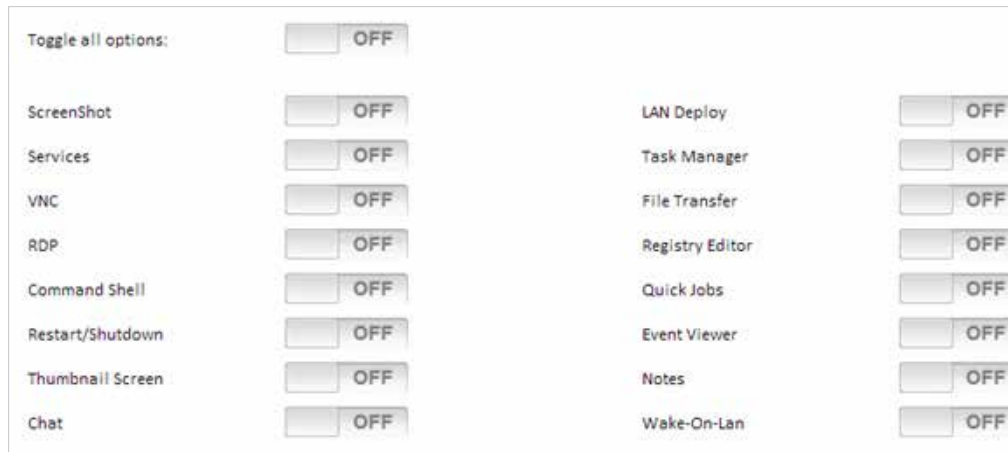 Toggle all options: OFF
ScreenShot OFF LAN Deploy OFF
Services OFF Task Manager OFF
VNC OFF File Transfer OFF
RDP OFF Registry Editor OFF
Command Shell OFF Quick Jobs OFF
Restart/Shutdown OFF Event Viewer OFF
Thumbnail Screen OFF Notes OFF
Chat OFF Wake-On-Lan OFF